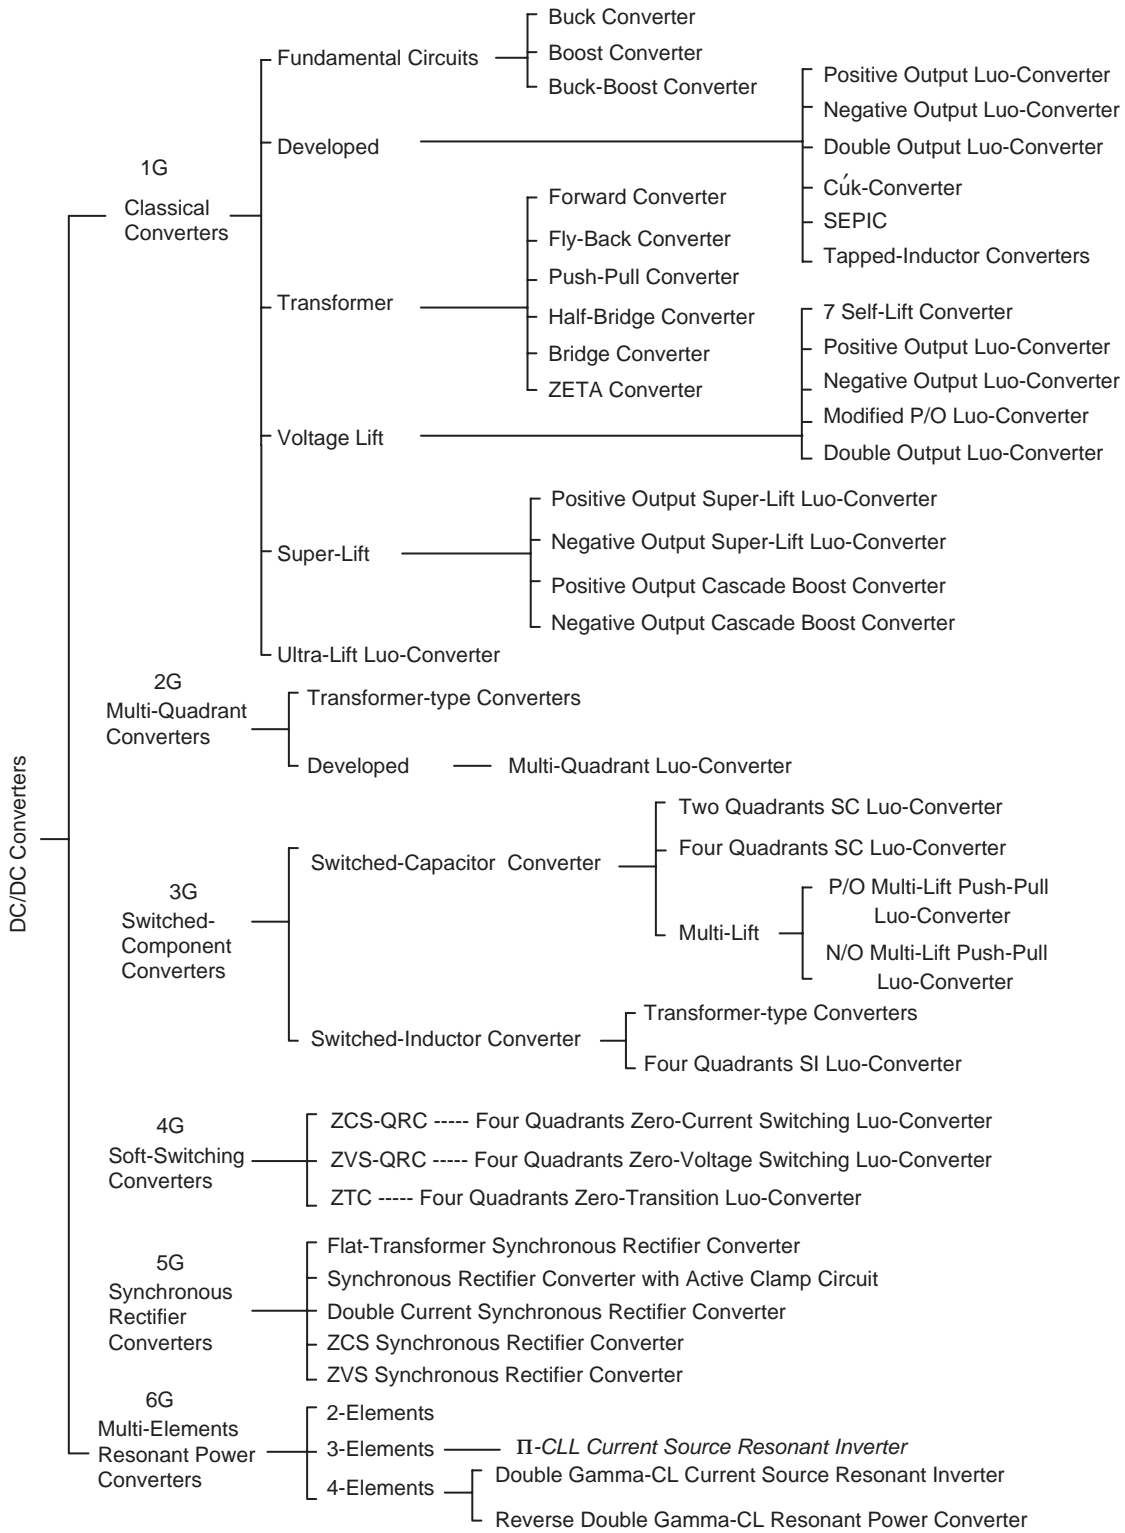 DC/DC Converters
1G
Classical
Converters
Fundamental Circuits
Buck Converter
Boost Converter
Buck-Boost Converter
Developed
Positive Output Luo-Converter
Negative Output Luo-Converter
Double Output Luo-Converter
Cúk-Converter
SEPIC
Tapped-Inductor Converters
Transformer
Forward Converter
Fly-Back Converter
Push-Pull Converter
Half-Bridge Converter
Bridge Converter
ZETA Converter
Voltage Lift
7 Self-Lift Converter
Positive Output Luo-Converter
Negative Output Luo-Converter
Modified P/O Luo-Converter
Double Output Luo-Converter
Super-Lift
Positive Output Super-Lift Luo-Converter
Negative Output Super-Lift Luo-Converter
Positive Output Cascade Boost Converter
Negative Output Cascade Boost Converter
Ultra-Lift Luo-Converter
2G
Multi-Quadrant
Converters
Transformer-type Converters
Developed
Multi-Quadrant Luo-Converter
3G
Switched-
Component
Converters
Switched-Capacitor Converter
Two Quadrants SC Luo-Converter
Four Quadrants SC Luo-Converter
Multi-Lift
P/O Multi-Lift Push-Pull
Luo-Converter
N/O Multi-Lift Push-Pull
Luo-Converter
Switched-Inductor Converter
Transformer-type Converters
Four Quadrants SI Luo-Converter
4G
Soft-Switching
Converters
ZCS-QRC ----- Four Quadrants Zero-Current Switching Luo-Converter
ZVS-QRC ----- Four Quadrants Zero-Voltage Switching Luo-Converter
ZTC ----- Four Quadrants Zero-Transition Luo-Converter
5G
Synchronous
Rectifier
Converters
Flat-Transformer Synchronous Rectifier Converter
Synchronous Rectifier Converter with Active Clamp Circuit
Double Current Synchronous Rectifier Converter
ZCS Synchronous Rectifier Converter
ZVS Synchronous Rectifier Converter
6G
Multi-Elements
Resonant Power
Converters
2-Elements
3-Elements
Π-CLL Current Source Resonant Inverter
4-Elements
Double Gamma-CL Current Source Resonant Inverter
Reverse Double Gamma-CL Resonant Power Converter